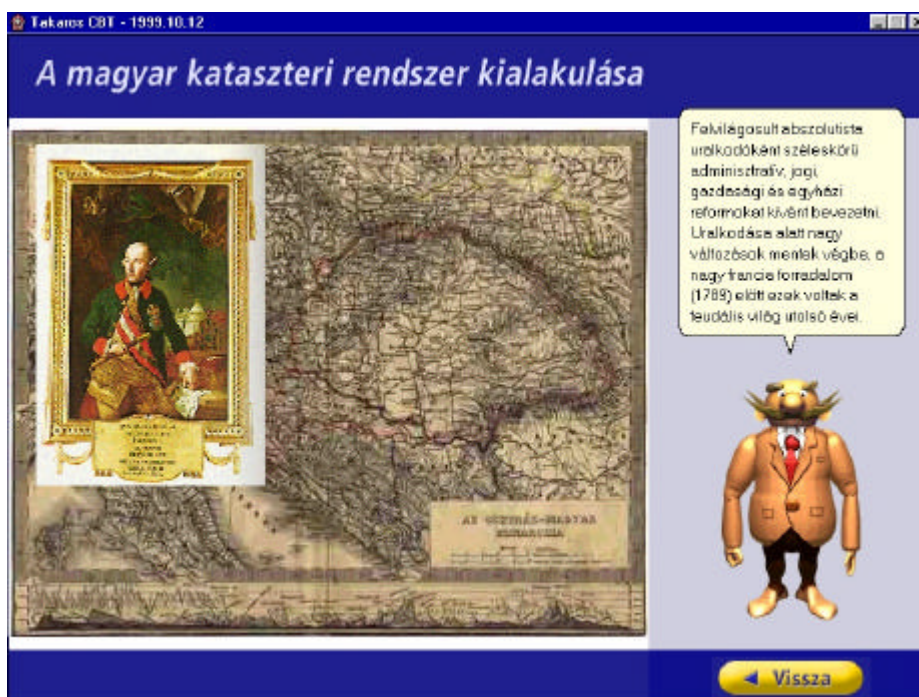 Takaros CBT - 1999.10.12
A magyar kataszteri rendszer kialakulása
Felvilágosult abszolutista
uralkodóként széleskörű
adminisztratív, jogi,
gazdasági és egyházi
reformokat kívánt bevezetni.
Uralkodása alatt nagy
változások mentek végbe, a
nagy francia forradalom
(1789) előtt ezek voltak a
feudális világ utolsó évei.
AZ OSZTRÁK-MAGYAR
MONARCHIA
Vissza